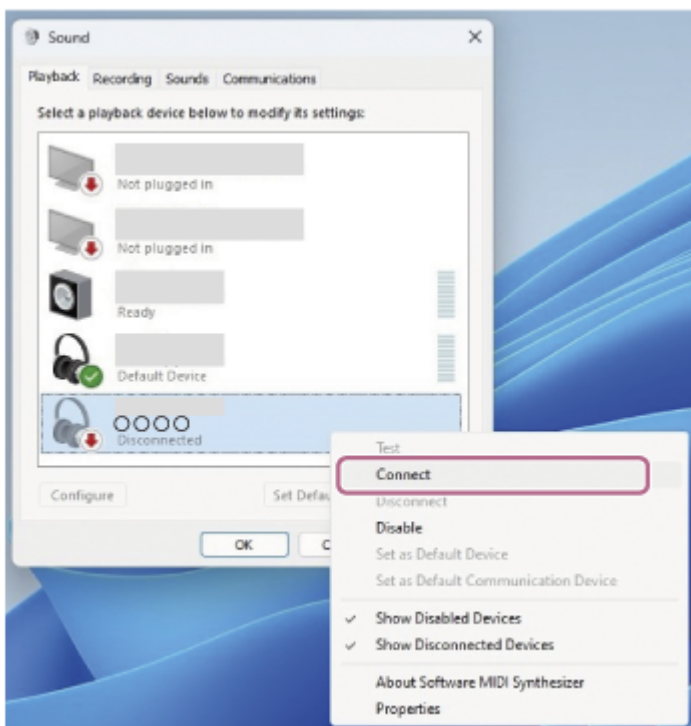 Sound
Playback Recording Sounds Communications
Select a playback device below to modify its settings:
Not plugged in
Not plugged in
Ready
Default Device
○○○○
Disconnected
Configure
Set Defau
OK
C
Test
Connect
Disconnect
Disable
Set as Default Device
Set as Default Communication Device
✓ Show Disabled Devices
✓ Show Disconnected Devices
About Software MIDI Synthesizer
Properties